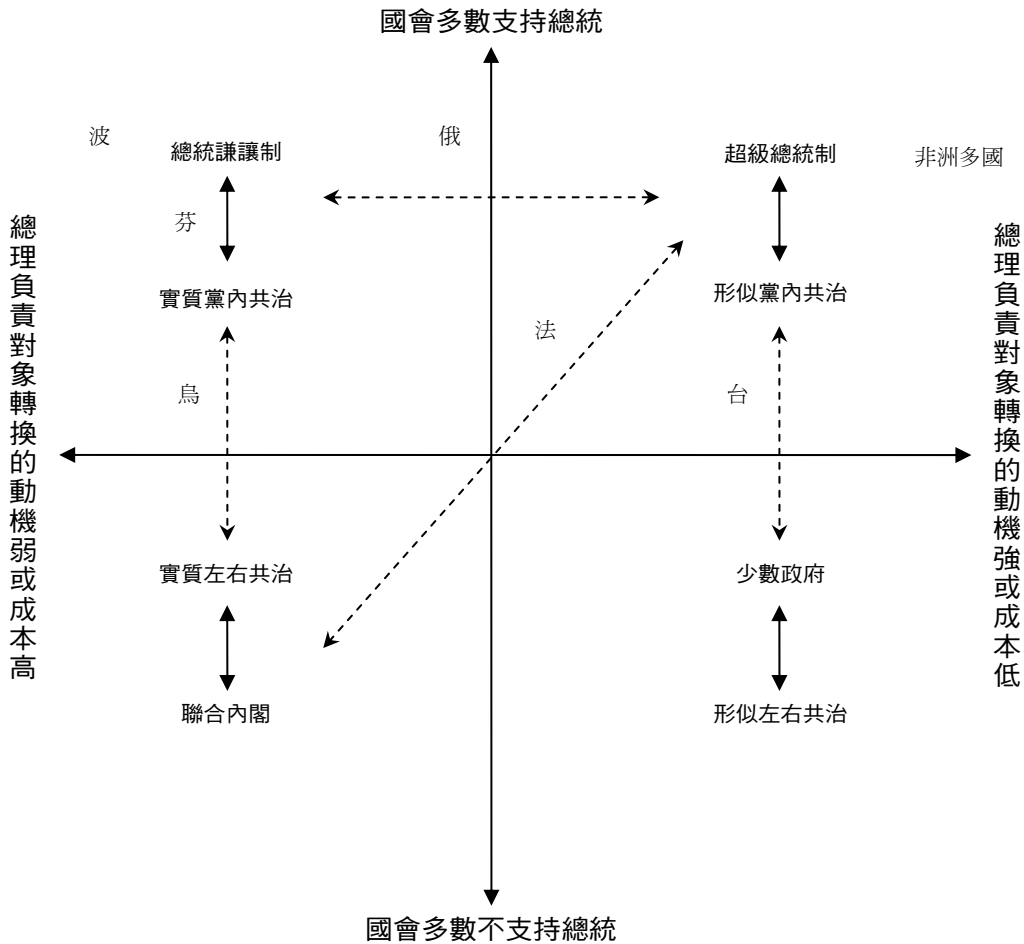 國會多數支持總統
波
俄
總統謙讓制
超級總統制
非洲多國
芬
總理負責對象轉換的動機弱或成本高
總理負責對象轉換的動機強或成本低
實質黨內共治
形似黨內共治
法
烏
台
實質左右共治
少數政府
聯合內閣
形似左右共治
國會多數不支持總統